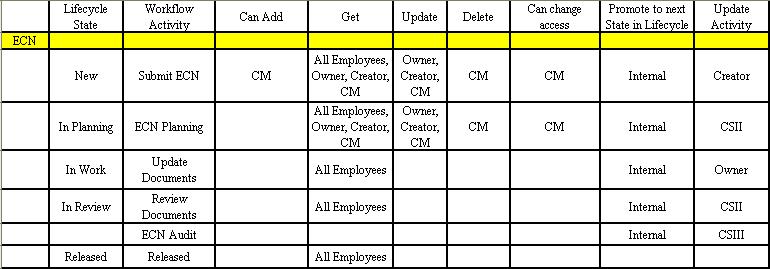 Lifecycle State Workflow Activity Can Add Get Update Delete Can change access Promote to next State in Lifecycle Update Activity
ECN
New Submit ECN CM All Employees, Owner, Creator, CM Owner, Creator, CM CM CM Internal Creator
In Planning ECN Planning All Employees, Owner, Creator, CM Owner, Creator, CM CM CM Internal CSII
In Work Update Documents All Employees Internal Owner
In Review Review Documents All Employees Internal CSII
ECN Audit Internal CSIII
Released Released All Employees